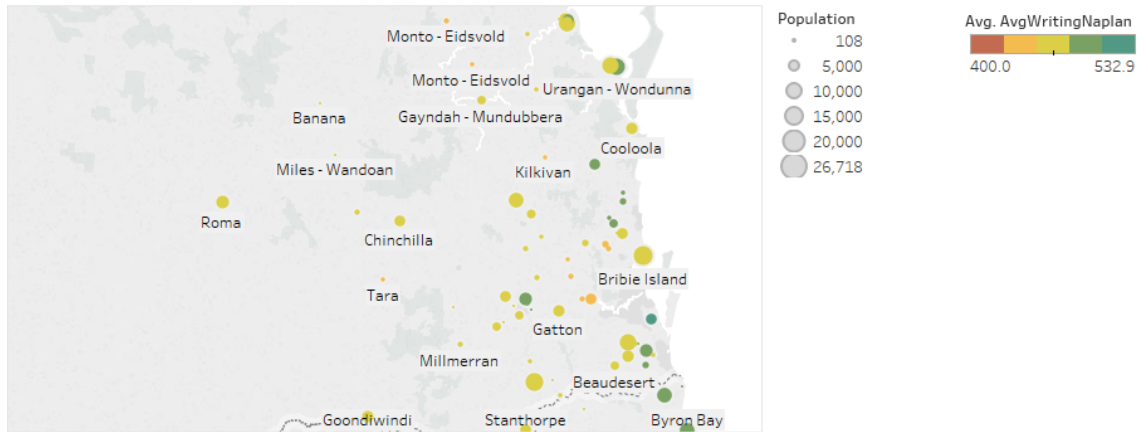 Monto - Eidsvold
Monto - Eidsvold
Urangan - Wondunna
Banana
Gayndah - Mundubbera
Cooloola
Miles - Wandoan
Kilkivan
Roma
Chinchilla
Bribie Island
Tara
Gatton
Millmerran
Beaudesert
Goondiwindi
Stanthorpe
Byron Bay
Population
108
5,000
10,000
15,000
20,000
26,718
Avg. AvgWritingNaplan
400.0 532.9